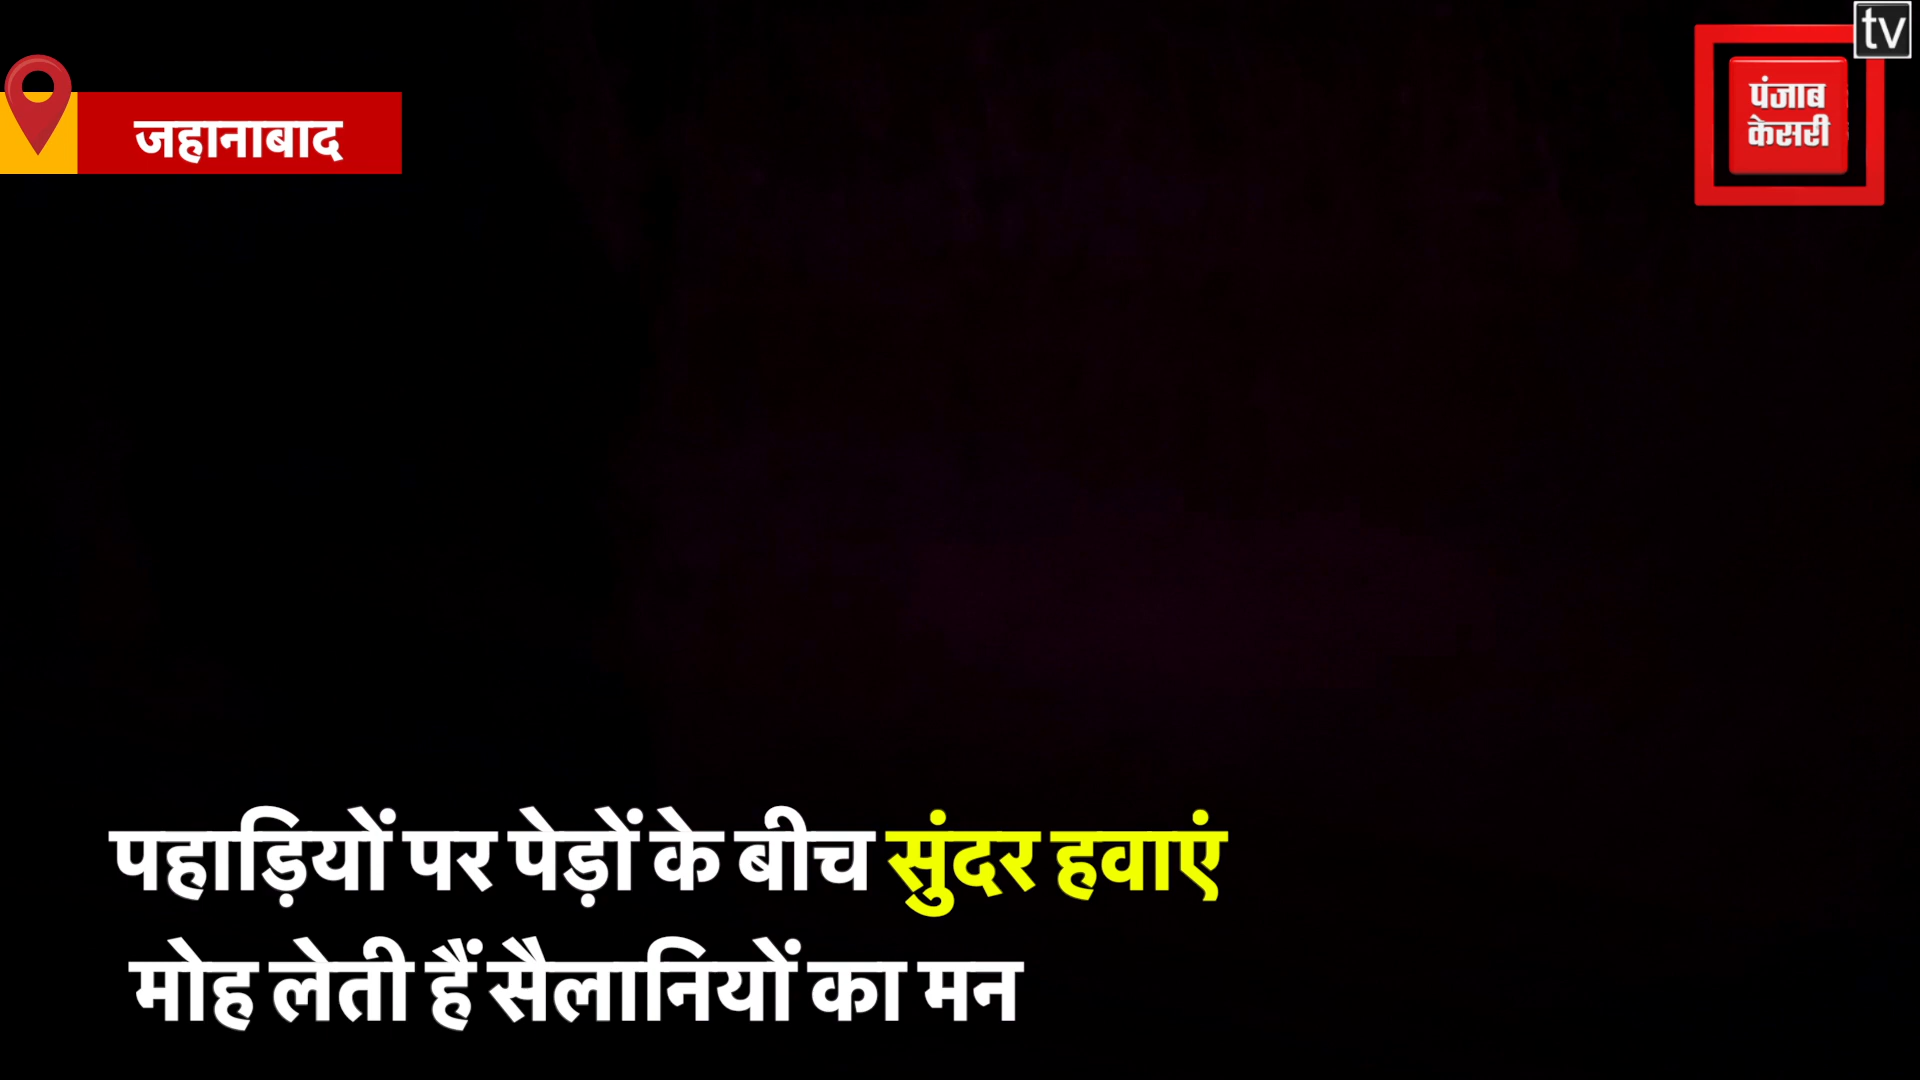 जहानाबाद
tv
पंजाब
केसरी
पहाड़ियों पर पेड़ों के बीच सुंदर हवाएं
मोह लेती हैं सैलानियों का मन